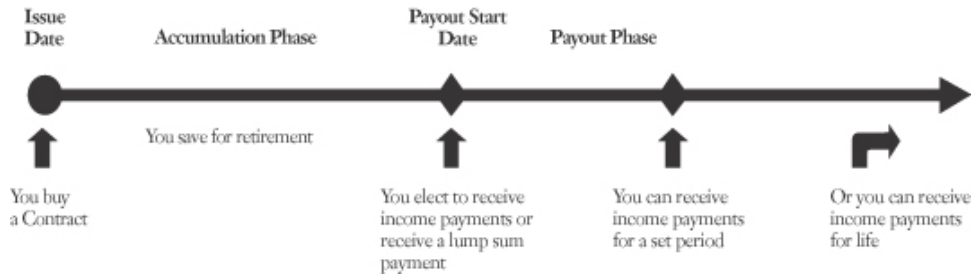 Issue
Date
Accumulation Phase
Payout Start
Date
Payout Phase
You save for retirement
You buy
a Contract
You elect to receive
income payments or
receive a lump sum
payment
You can receive
income payments
for a set period
Or you can receive
income payments
for life